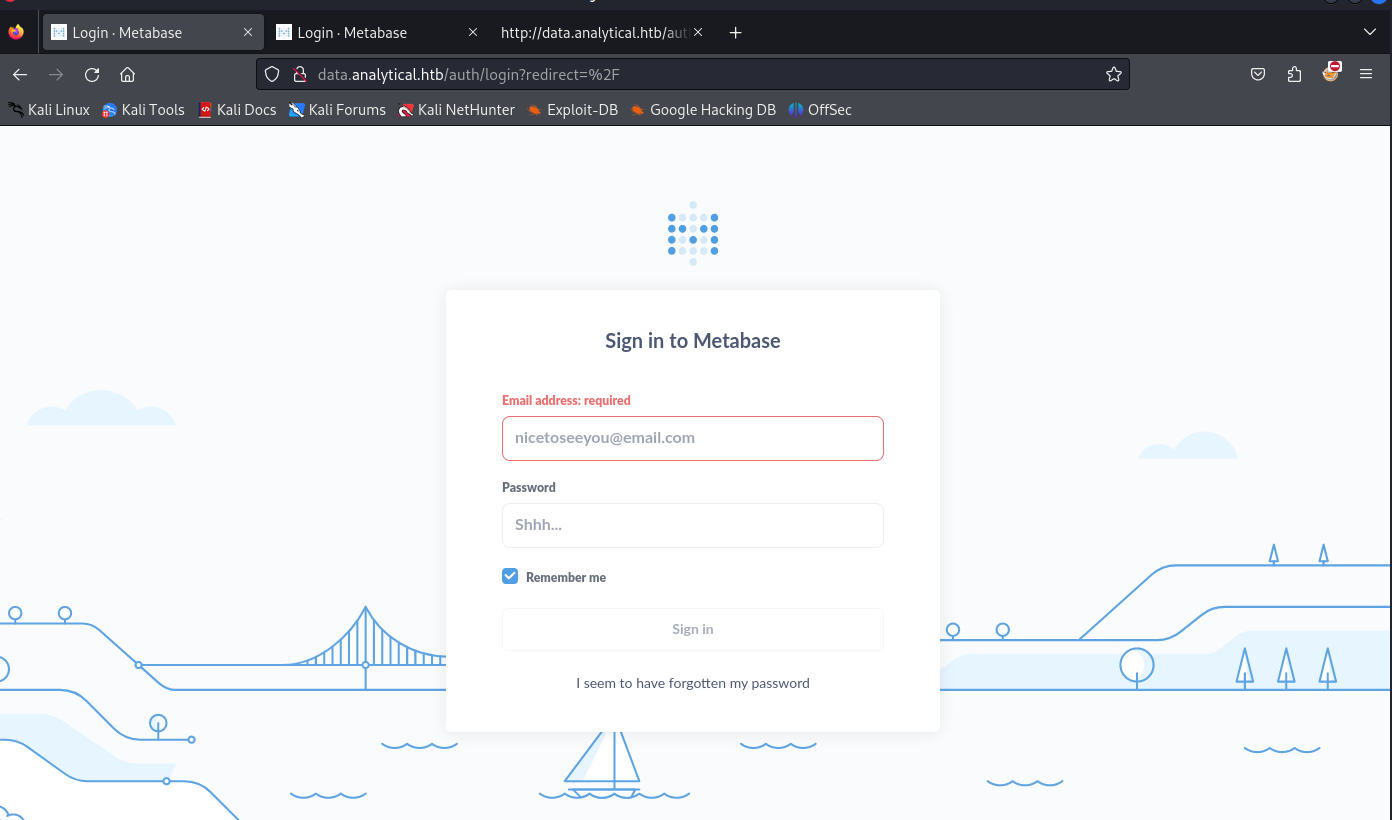 Login · Metabase
Login · Metabase
http://data.analytical.htb/aut
data.analytical.htb/auth/login?redirect=%2F
Kali Linux
Kali Tools
Kali Docs
Kali Forums
Kali NetHunter
Exploit-DB
Google Hacking DB
OffSec
Sign in to Metabase
Email address: required
nicetoseeyou@email.com
Password
Shhh...
Remember me
Sign in
I seem to have forgotten my password